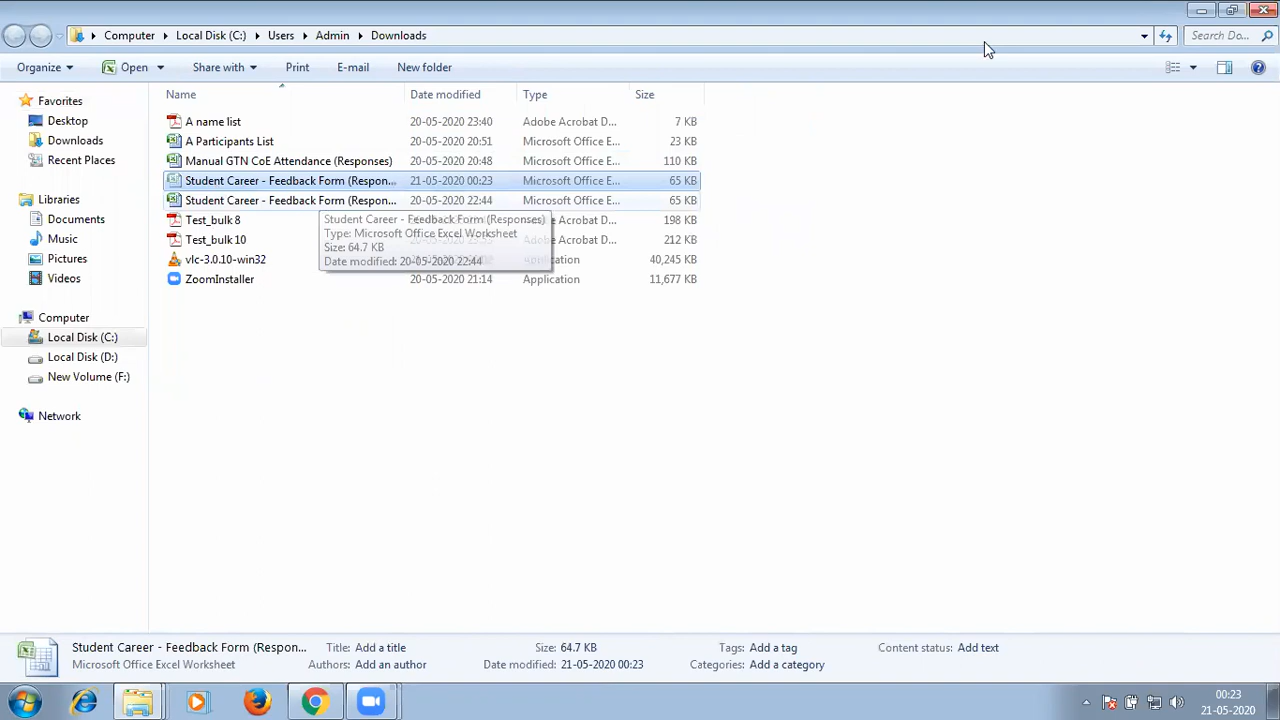 Computer Local Disk (C:) Users Admin Downloads Search Do...
Organize Open Share with Print E-mail New folder
Name Date modified Type Size
Favorites
Desktop
Downloads
Recent Places
Libraries
Documents
Music
Pictures
Videos
Computer
Local Disk (C:)
Local Disk (D:)
New Volume (F:)
Network
A name list 20-05-2020 23:40 Adobe Acrobat D... 7 KB
A Participants List 20-05-2020 20:51 Microsoft Office E... 23 KB
Manual GTN CoE Attendance (Responses) 20-05-2020 20:48 Microsoft Office E... 110 KB
Student Career - Feedback Form (Respon... 21-05-2020 00:23 Microsoft Office E... 65 KB
Student Career - Feedback Form (Respon... 20-05-2020 22:44 Microsoft Office E... 65 KB
Test_bulk 8 Adobe Acrobat D... 198 KB
Test_bulk 10 Adobe Acrobat D... 212 KB
vlc-3.0.10-win32 Application 40,245 KB
ZoomInstaller 20-05-2020 21:14 Application 11,677 KB
Student Career - Feedback Form (Responses)
Type: Microsoft Office Excel Worksheet
Size: 64.7 KB
Date modified: 20-05-2020 22:44
Student Career - Feedback Form (Respon... Title: Add a title Size: 64.7 KB Tags: Add a tag Content status: Add text
Microsoft Office Excel Worksheet Authors: Add an author Date modified: 21-05-2020 00:23 Categories: Add a category
00:23
21-05-2020